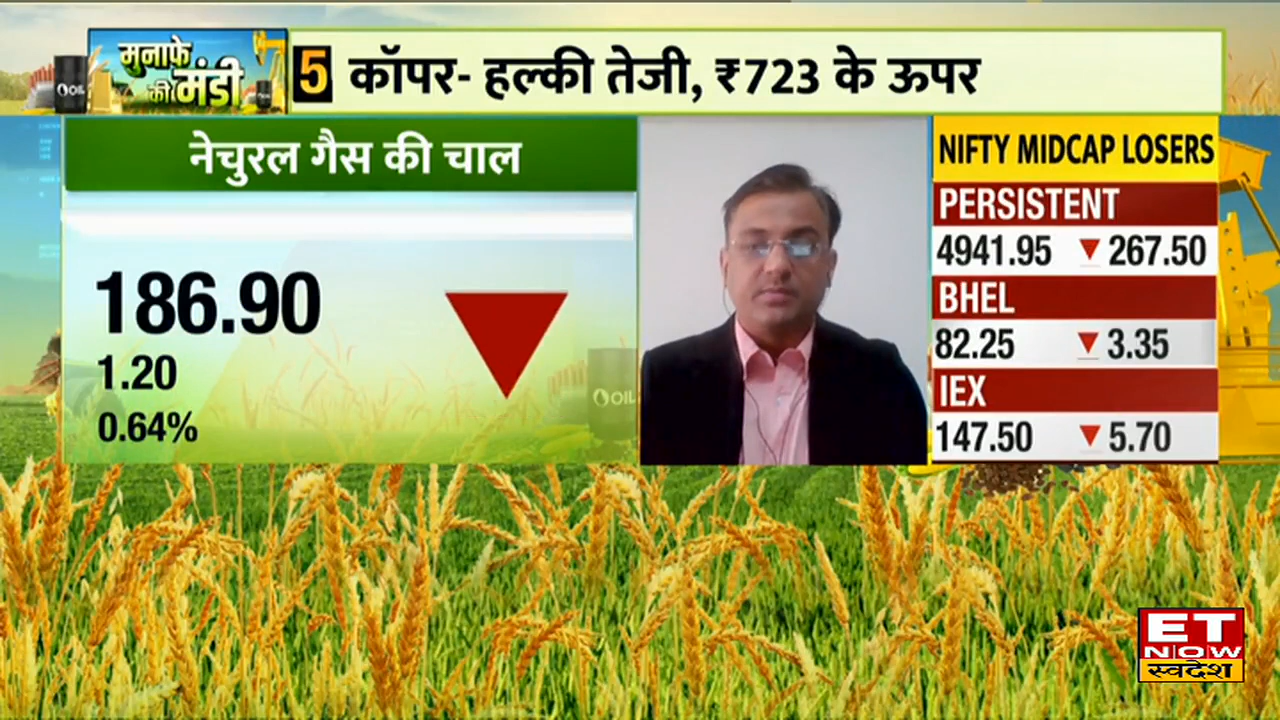 मुनाफे
की मंडी
5 कॉपर- हल्की तेजी, ₹723 के ऊपर
OIL
नेचुरल गैस की चाल
186.90
1.20
0.64%
OIL
NIFTY MIDCAP LOSERS
PERSISTENT
4941.95 ▼ 267.50
BHEL
82.25 ▼ 3.35
IEX
147.50 ▼ 5.70
ET
NOW
स्वदेश